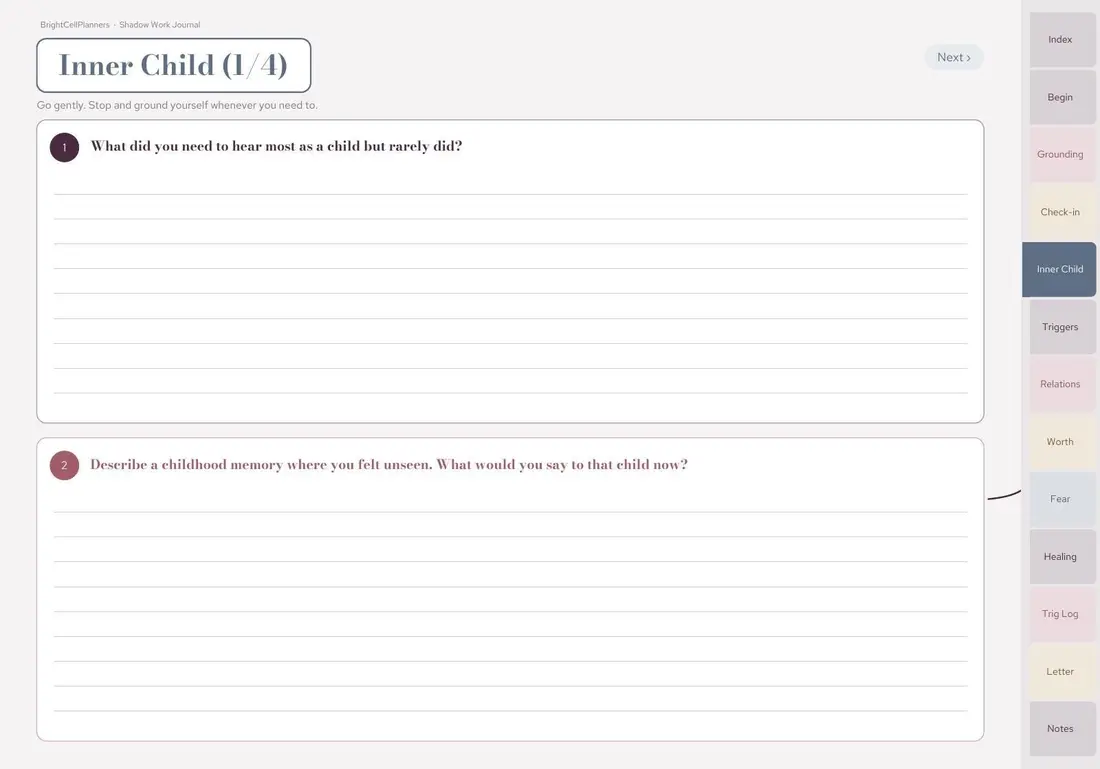 BrightCellPlanners · Shadow Work Journal
Inner Child (1/4)
Next ›
Go gently. Stop and ground yourself whenever you need to.
1 What did you need to hear most as a child but rarely did?
2 Describe a childhood memory where you felt unseen. What would you say to that child now?
Index
Begin
Grounding
Check-in
Inner Child
Triggers
Relations
Worth
Fear
Healing
Trig Log
Letter
Notes